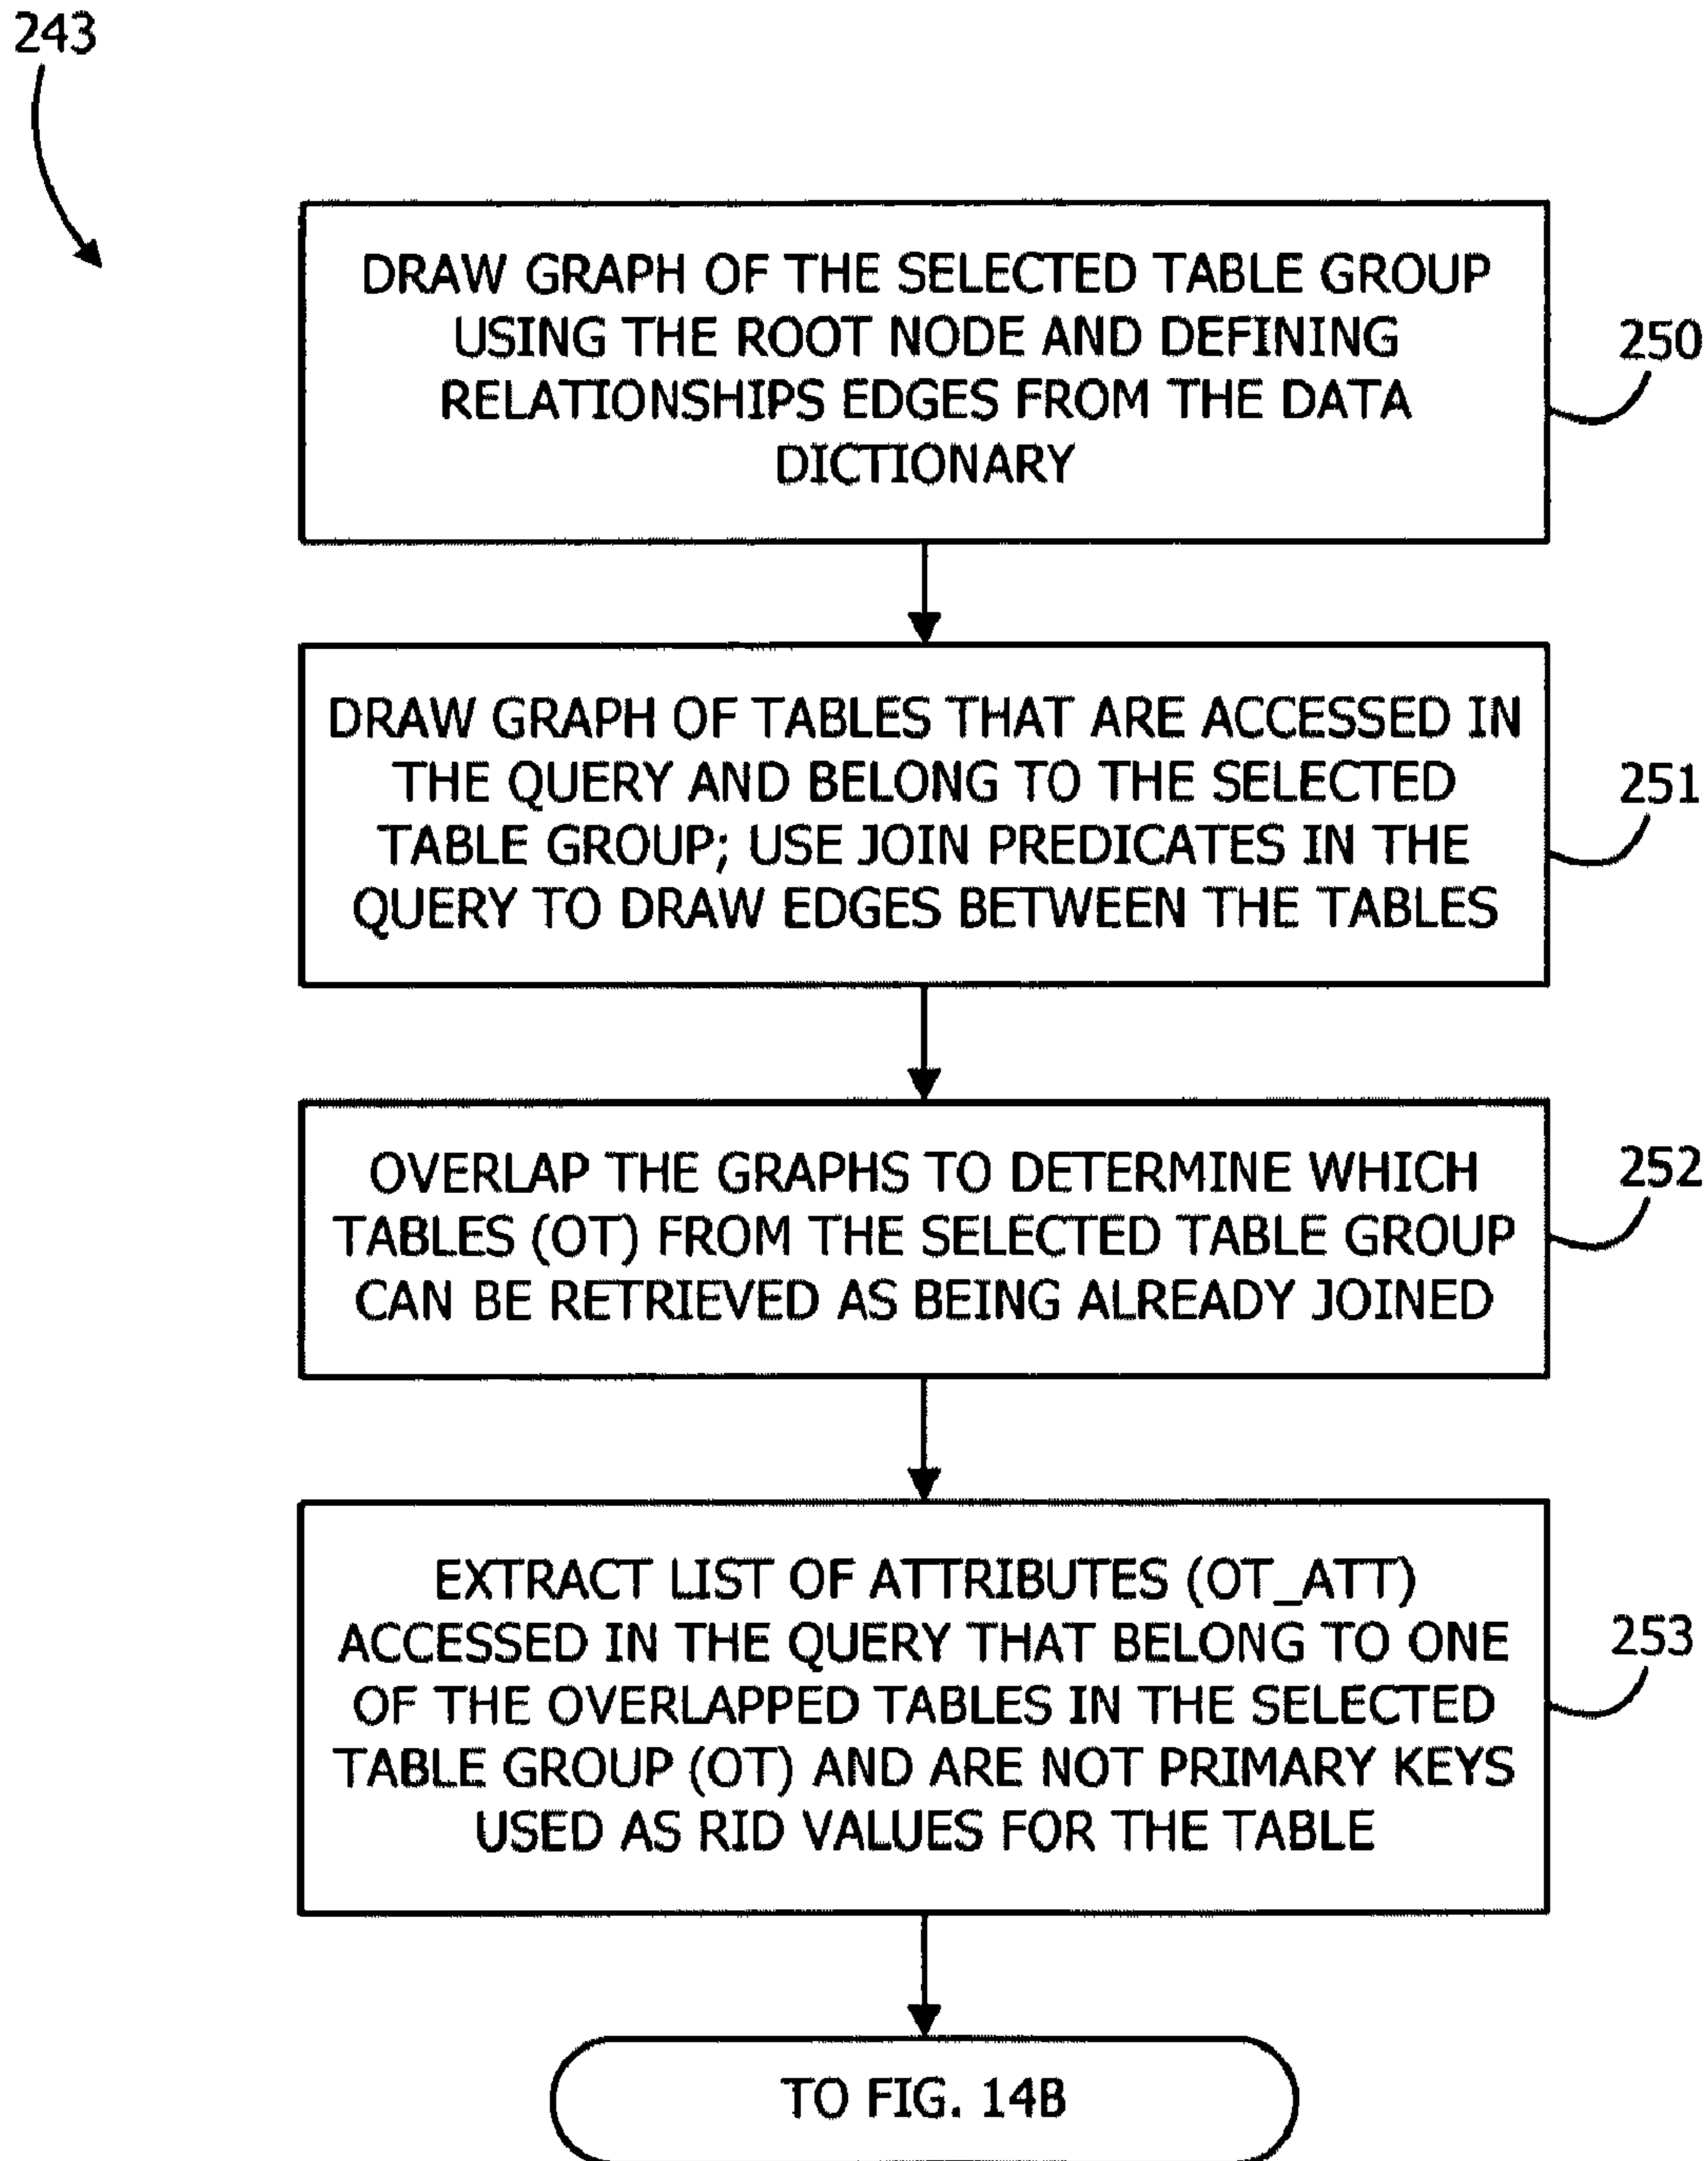 243
DRAW GRAPH OF THE SELECTED TABLE GROUP
USING THE ROOT NODE AND DEFINING
RELATIONSHIPS EDGES FROM THE DATA
DICTIONARY
250
DRAW GRAPH OF TABLES THAT ARE ACCESSED IN
THE QUERY AND BELONG TO THE SELECTED
TABLE GROUP; USE JOIN PREDICATES IN THE
QUERY TO DRAW EDGES BETWEEN THE TABLES
251
OVERLAP THE GRAPHS TO DETERMINE WHICH
TABLES (OT) FROM THE SELECTED TABLE GROUP
CAN BE RETRIEVED AS BEING ALREADY JOINED
252
EXTRACT LIST OF ATTRIBUTES (OT_ATT)
ACCESSED IN THE QUERY THAT BELONG TO ONE
OF THE OVERLAPPED TABLES IN THE SELECTED
TABLE GROUP (OT) AND ARE NOT PRIMARY KEYS
USED AS RID VALUES FOR THE TABLE
253
TO FIG. 14B